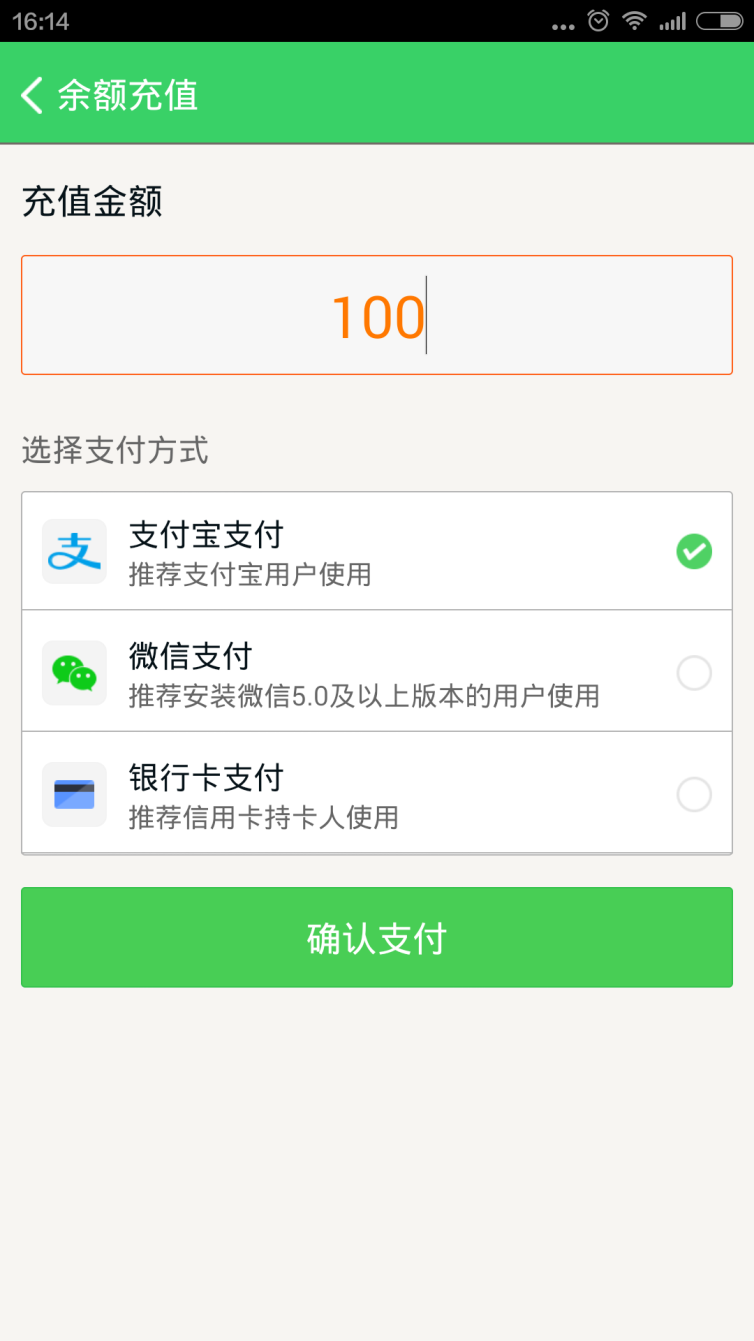 16:14
余额充值
充值金额
100
选择支付方式
支付宝支付
推荐支付宝用户使用
微信支付
推荐安装微信5.0及以上版本的用户使用
银行卡支付
推荐信用卡持卡人使用
确认支付